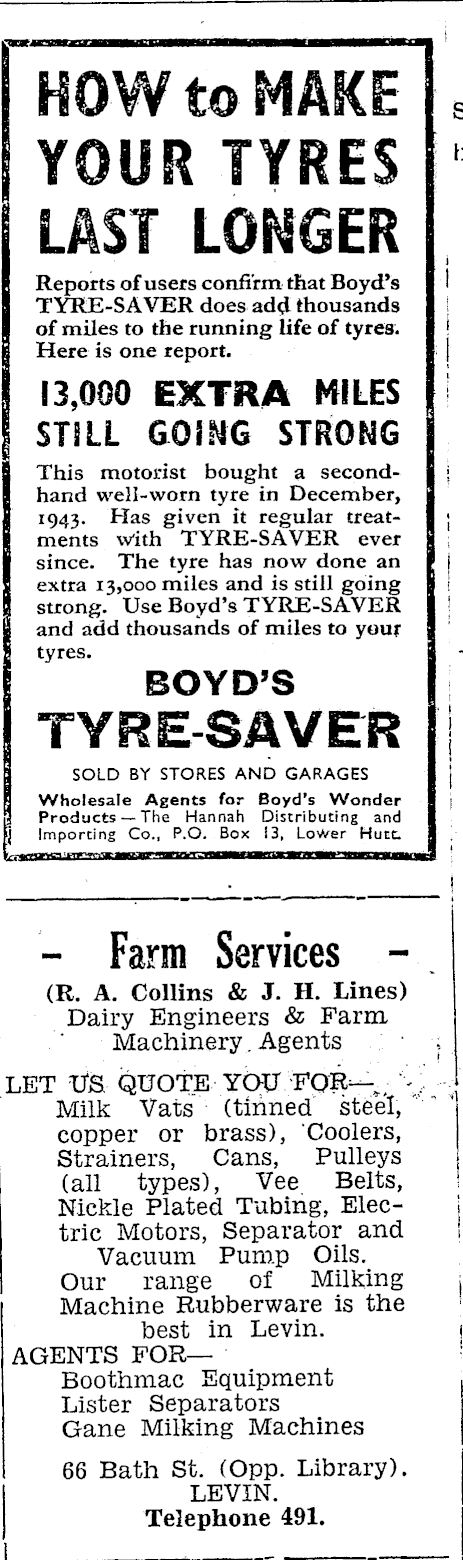 HOW to MAKE
YOUR TYRES
LAST LONGER
Reports of users confirm that Boyd's
TYRE-SAVER does add thousands
of miles to the running life of tyres.
Here is one report.
13,000 EXTRA MILES
STILL GOING STRONG
This motorist bought a second-
hand well-worn tyre in December,
1943. Has given it regular treat-
ments with TYRE-SAVER ever
since. The tyre has now done an
extra 13,000 miles and is still going
strong. Use Boyd's TYRE-SAVER
and add thousands of miles to your
tyres.
BOYD'S
TYRE-SAVER
SOLD BY STORES AND GARAGES
Wholesale Agents for Boyd's Wonder
Products — The Hannah Distributing and
Importing Co., P.O. Box 13, Lower Hutt.
- Farm Services -
(R. A. Collins & J. H. Lines)
Dairy Engineers & Farm
Machinery Agents
LET US QUOTE YOU FOR—
Milk Vats (tinned steel,
copper or brass), Coolers,
Strainers, Cans, Pulleys
(all types), Vee Belts,
Nickle Plated Tubing, Elec-
tric Motors, Separator and
Vacuum Pump Oils.
Our range of Milking
Machine Rubberware is the
best in Levin.
AGENTS FOR—
Boothmac Equipment
Lister Separators
Gane Milking Machines
66 Bath St. (Opp. Library).
LEVIN.
Telephone 491.